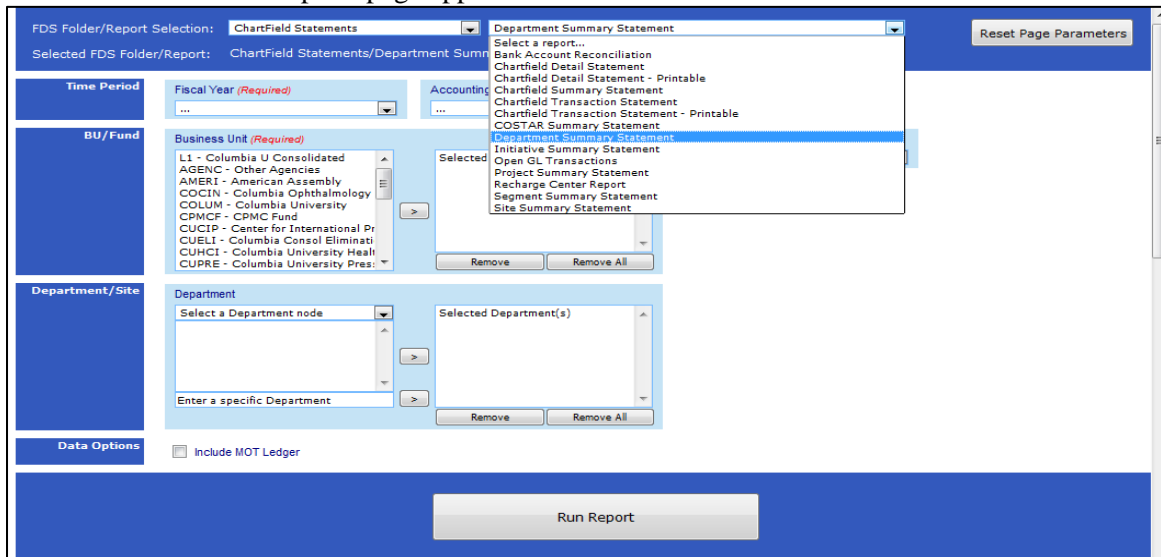 FDS Folder/Report Selection: ChartField Statements Department Summary Statement Reset Page Parameters
Select a report...
Bank Account Reconciliation
Chartfield Detail Statement
Chartfield Detail Statement - Printable
Chartfield Summary Statement
Chartfield Transaction Statement
Chartfield Transaction Statement - Printable
COSTAR Summary Statement
Department Summary Statement
Initiative Summary Statement
Open GL Transactions
Project Summary Statement
Recharge Center Report
Segment Summary Statement
Site Summary Statement
Selected FDS Folder/Report: ChartField Statements/Department Summ
Time Period
Fiscal Year (Required)
...
Accounting
...
BU/Fund
Business Unit (Required)
L1 - Columbia U Consolidated
AGENC - Other Agencies
AMERI - American Assembly
COCIN - Columbia Ophthalmology
COLUM - Columbia University
CPMCF - CPMC Fund
CUCIP - Center for International Pr
CUELI - Columbia Consol Eliminati
CUHCI - Columbia University Healt
CUPRE - Columbia University Pres
>
Selected
Remove Remove All
Department/Site
Department
Select a Department node
>
Enter a specific Department
>
Selected Department(s)
Remove Remove All
Data Options
Include MOT Ledger
Run Report